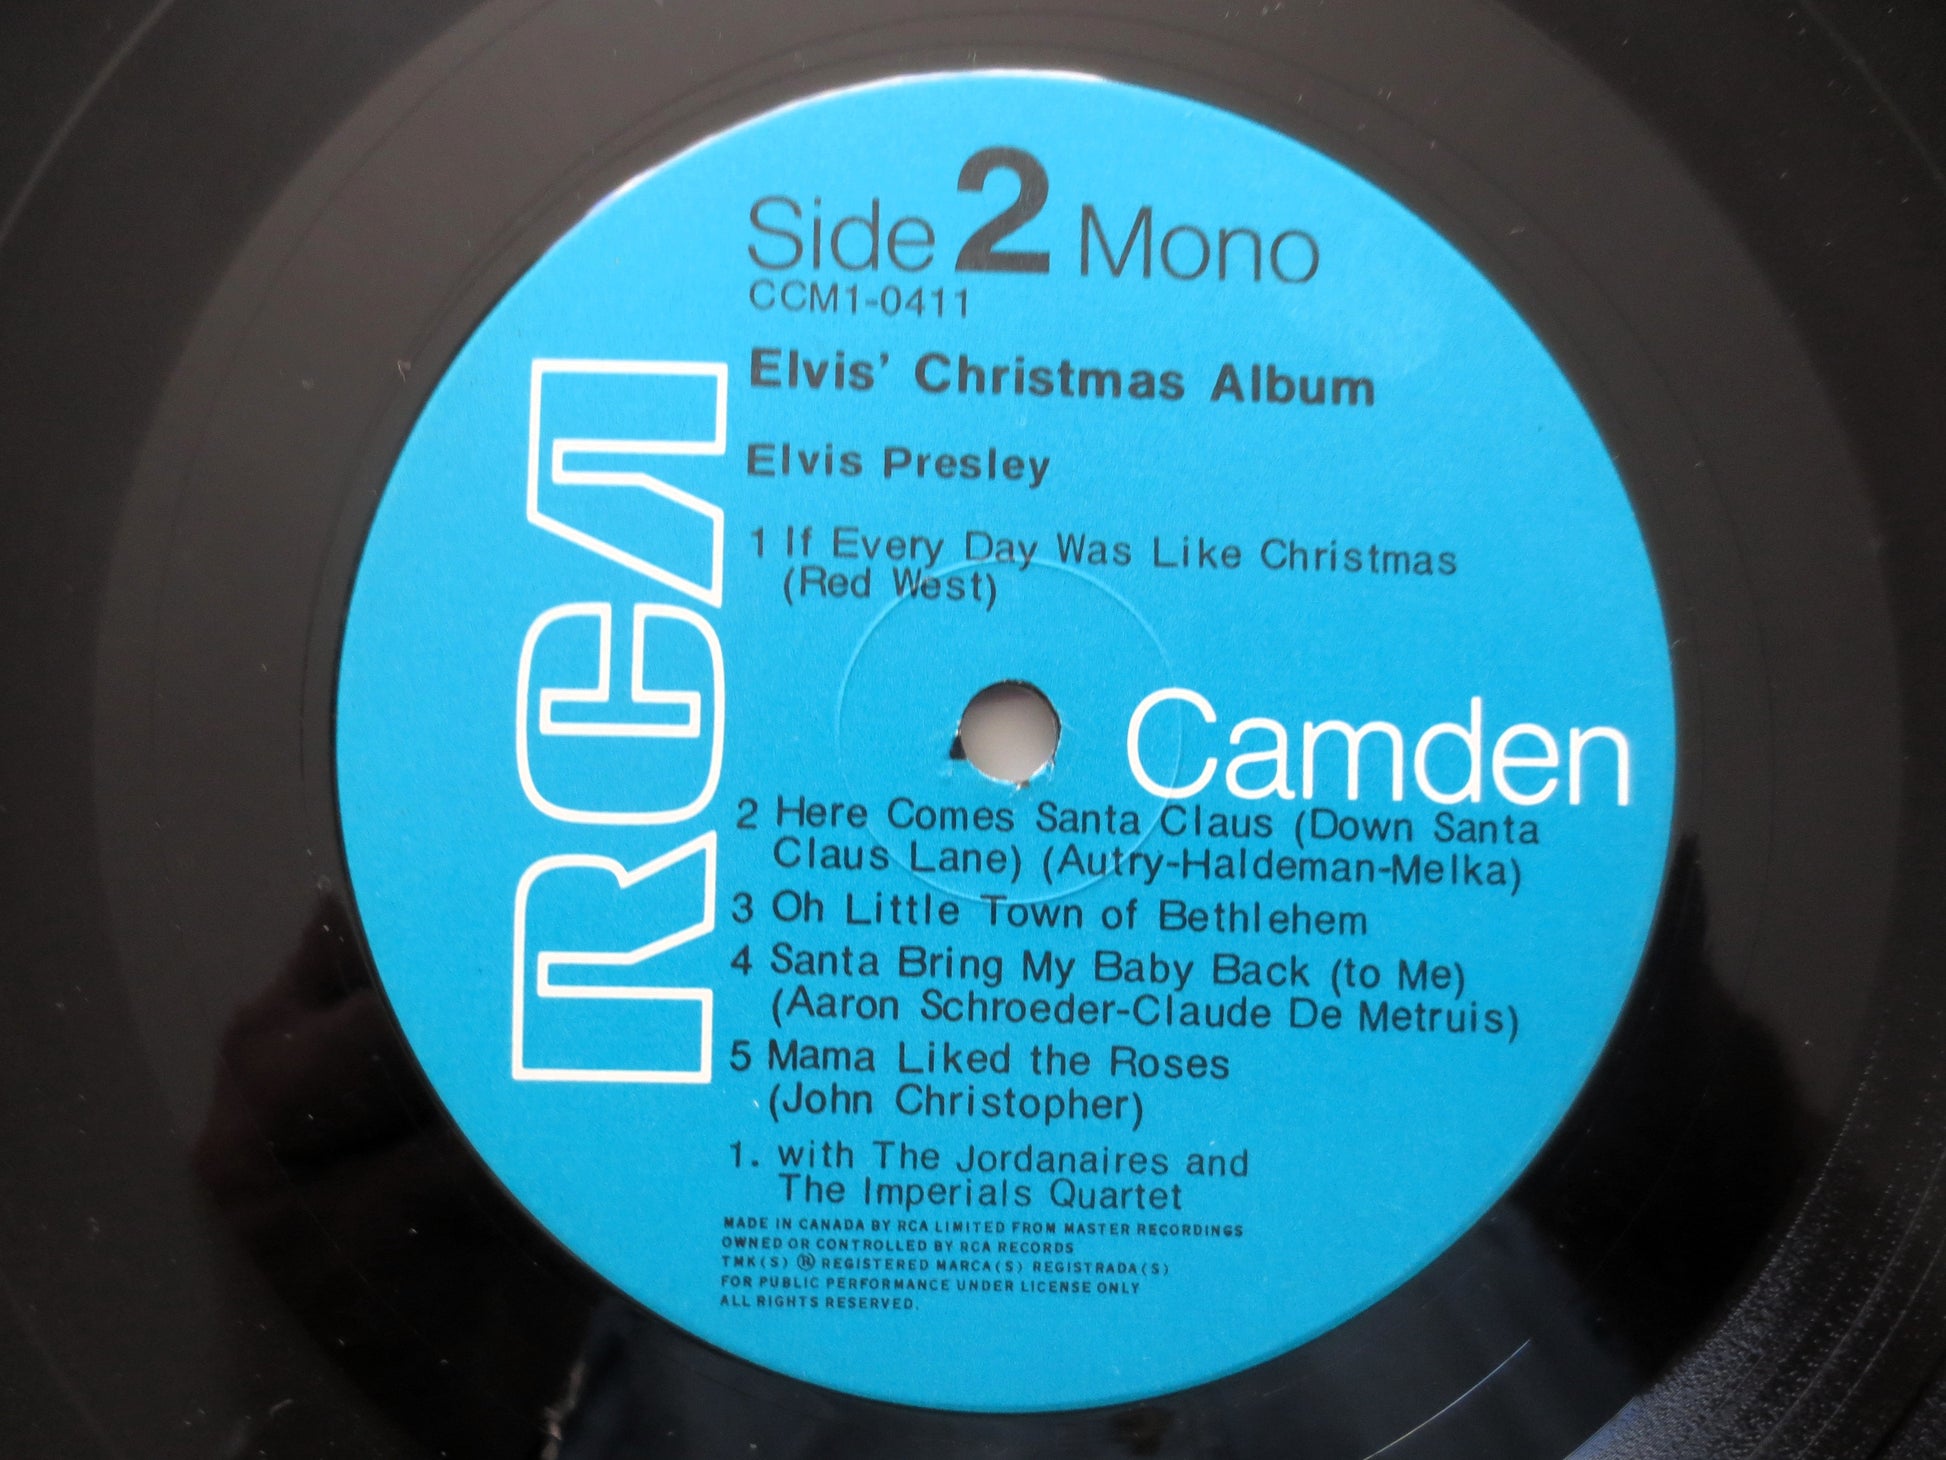 Side 2 Mono
CCM1-0411
Elvis' Christmas Album
Elvis Presley
1 If Every Day Was Like Christmas
(Red West)
RCA
Camden
2 Here Comes Santa Claus (Down Santa
Claus Lane) (Autry-Haldeman-Melka)
3 Oh Little Town of Bethlehem
4 Santa Bring My Baby Back (to Me)
(Aaron Schroeder-Claude De Metruis)
5 Mama Liked the Roses
(John Christopher)
1. with The Jordanaires and
The Imperials Quartet
MADE IN CANADA BY RCA LIMITED FROM MASTER RECORDINGS
OWNED OR CONTROLLED BY RCA RECORDS
TMK(S) ® REGISTERED MARCA(S) REGISTRADA(S)
FOR PUBLIC PERFORMANCE UNDER LICENSE ONLY
ALL RIGHTS RESERVED.